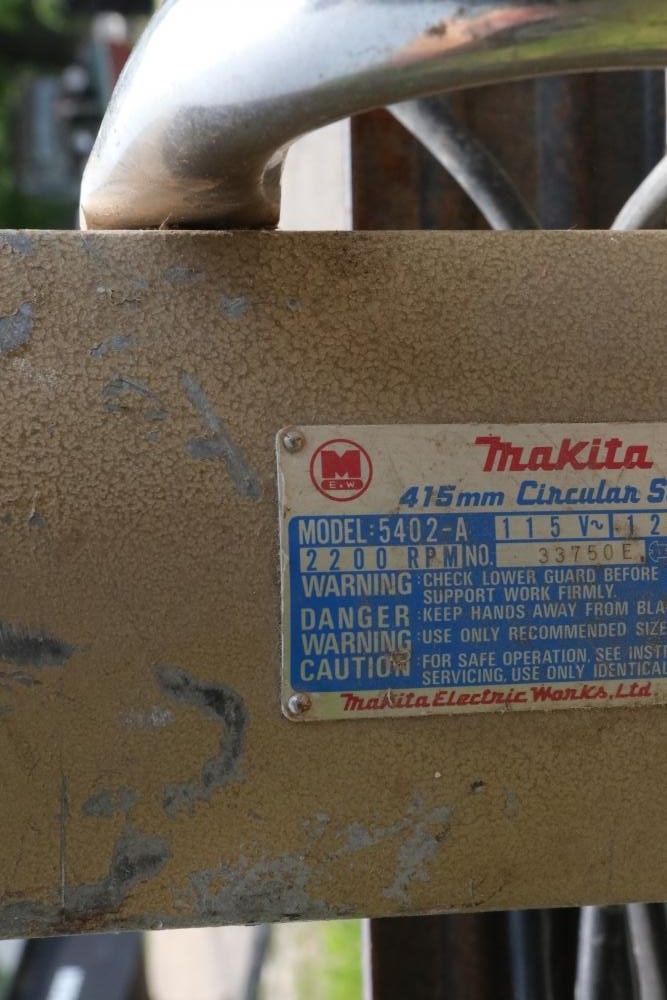 M
E.W
Makita
415mm Circular S
MODEL: 5402-A 115 V~ 12
2200 RPM NO. 33750E
WARNING : CHECK LOWER GUARD BEFORE
SUPPORT WORK FIRMLY.
DANGER : KEEP HANDS AWAY FROM BLA
WARNING : USE ONLY RECOMMENDED SIZE
CAUTION : FOR SAFE OPERATION, SEE INSTI
SERVICING, USE ONLY IDENTICAL
Makita Electric Works, Ltd.